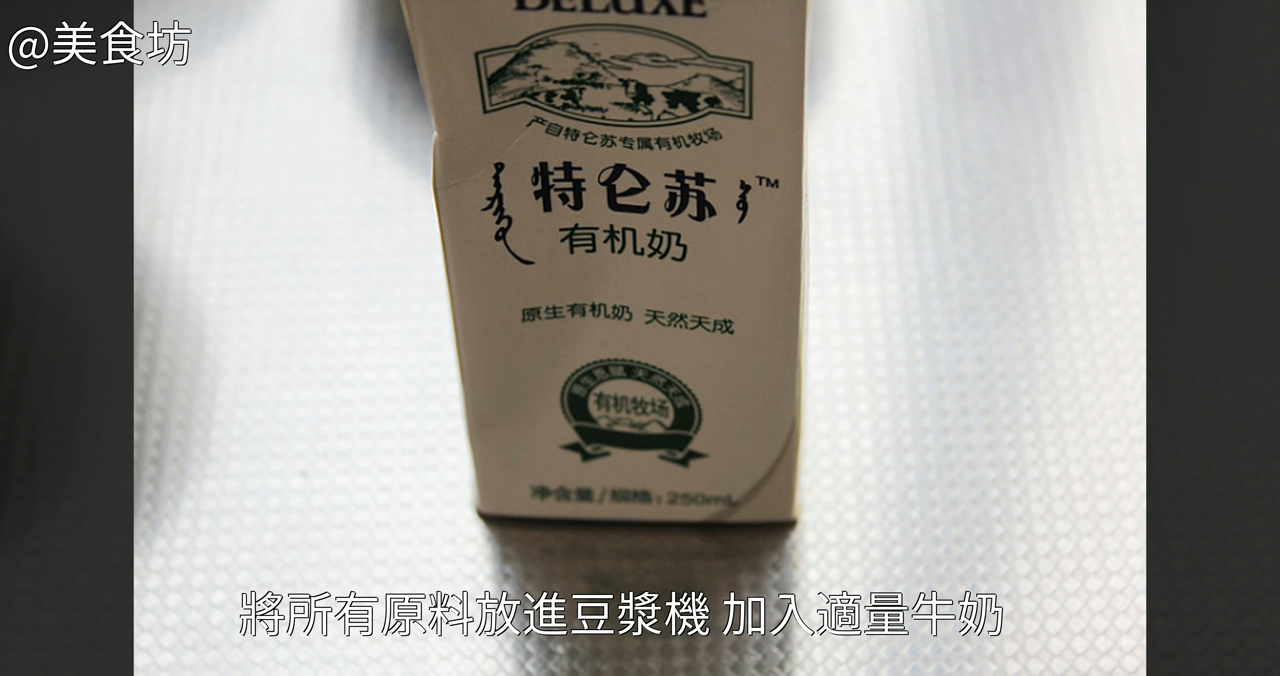 @美食坊
DELUXE
产自特仑苏专属有机牧场
特仑苏™
有机奶
原生有机奶 天然天成
有机牧场
净含量/规格:250mL
將所有原料放進豆漿機 加入適量牛奶